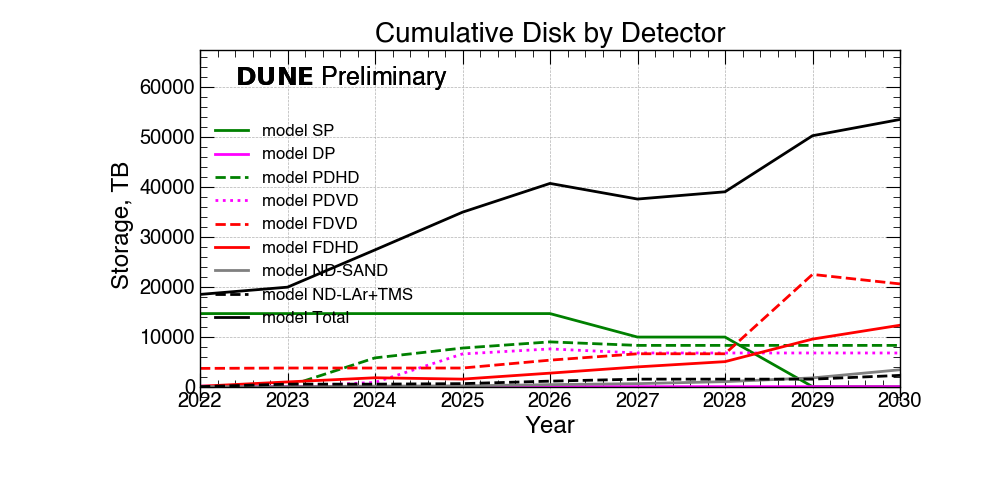 Cumulative Disk by Detector
DUNE Preliminary
60000
50000
40000
30000
20000
10000
0
Storage, TB
model SP
model DP
model PDHD
model PDVD
model FDVD
model FDHD
model ND-SAND
model ND-LAr+TMS
model Total
2022 2023 2024 2025 2026 2027 2028 2029 2030
Year